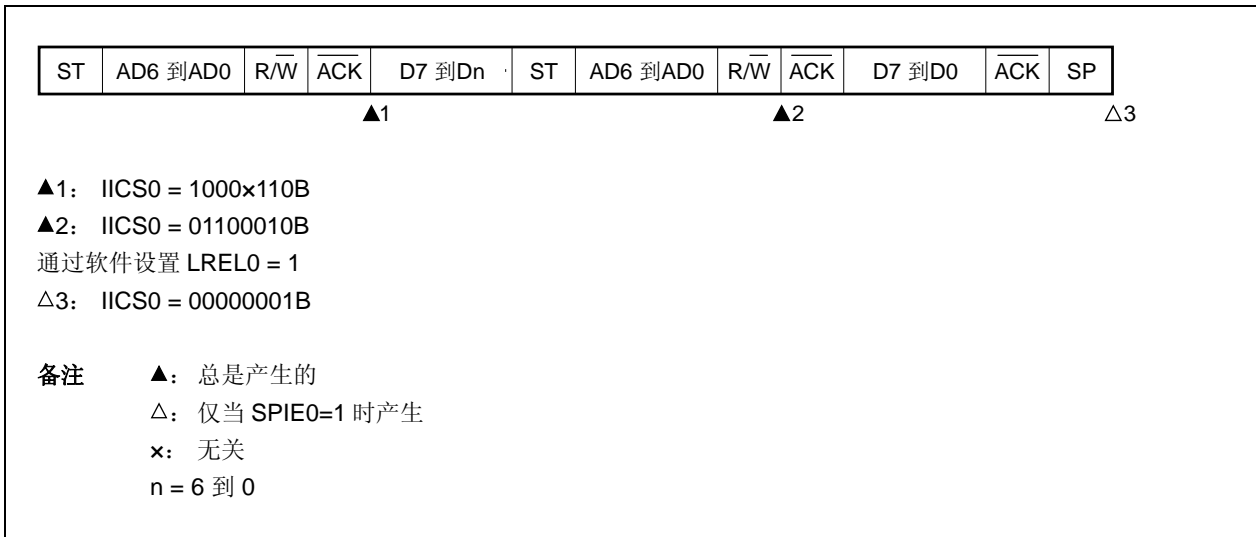 ST AD6 到AD0 R/W̅ A̅C̅K̅ D7 到Dn ST AD6 到AD0 R/W̅ A̅C̅K̅ D7 到D0 A̅C̅K̅ SP
▲1 ▲2 △3
▲1： IICS0 = 1000×110B
▲2： IICS0 = 01100010B
通过软件设置 LREL0 = 1
△3： IICS0 = 00000001B
备注 ▲： 总是产生的
△： 仅当 SPIE0=1 时产生
×： 无关
n = 6 到 0